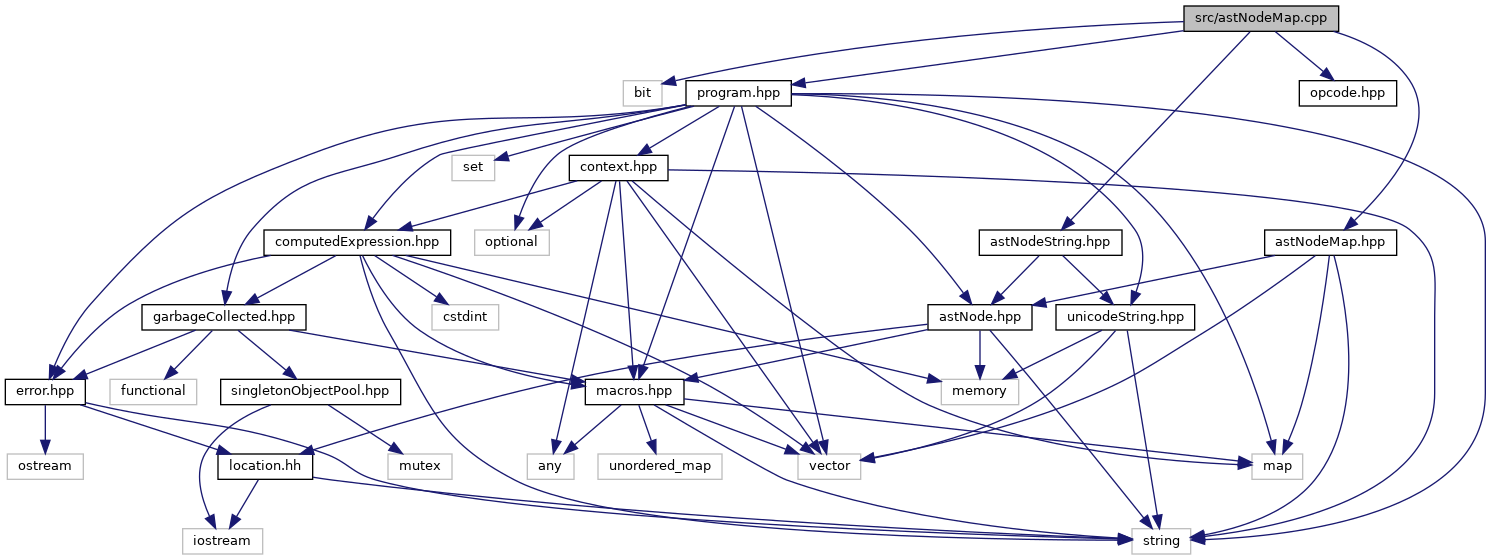 src/astNodeMap.cpp
bit
program.hpp
opcode.hpp
set
context.hpp
computedExpression.hpp
optional
astNodeString.hpp
astNodeMap.hpp
garbageCollected.hpp
cstdint
astNode.hpp
unicodeString.hpp
error.hpp
functional
singletonObjectPool.hpp
macros.hpp
memory
ostream
location.hh
mutex
any
unordered_map
vector
map
iostream
string